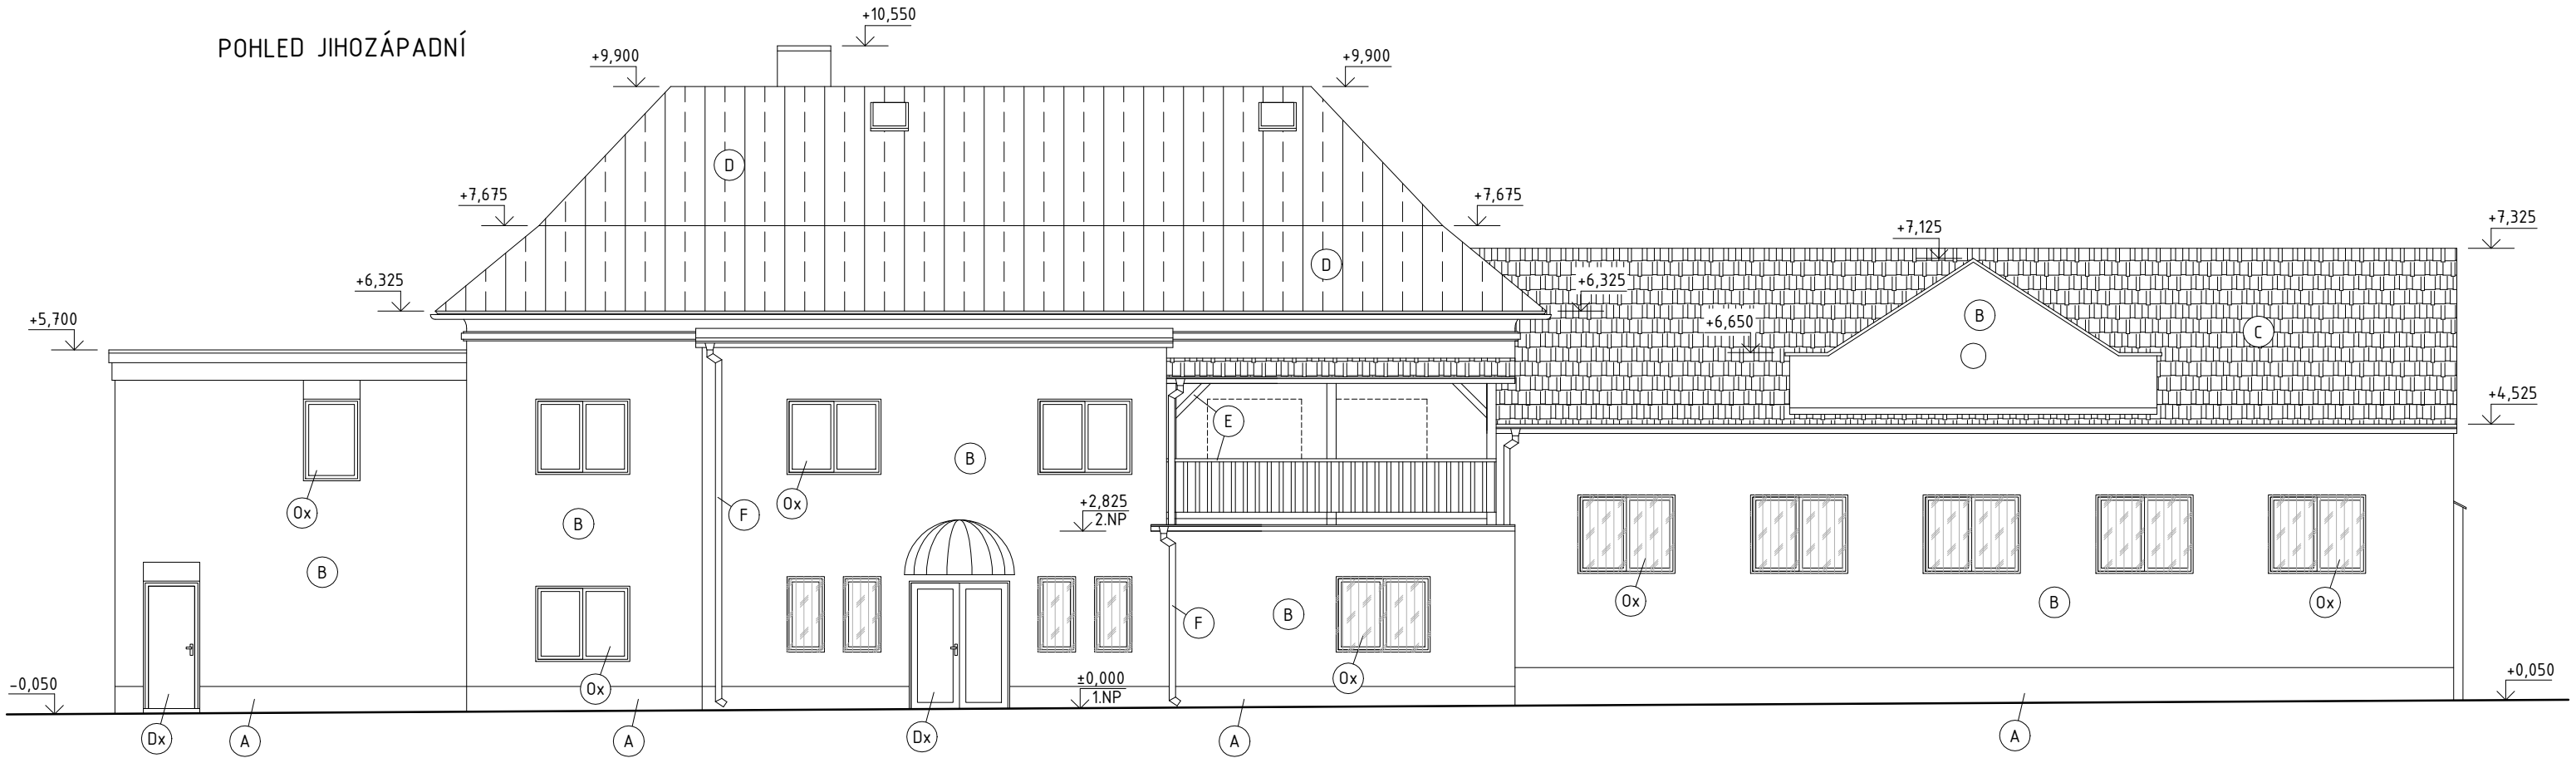 POHLED JIHOZÁPADNÍ
+10,550
+9,900
+9,900
D
+7,675
+7,675
+7,125
+7,325
D
+6,325
+6,325
+5,700
+6,650
B
C
+4,525
E
B
Ox
Ox
F
+2,825
2.NP
B
B
Ox
B
F
B
Ox
Ox
-0,050
Ox
Ox
±0,000
1.NP
+0,050
Dx
A
A
Dx
A
A